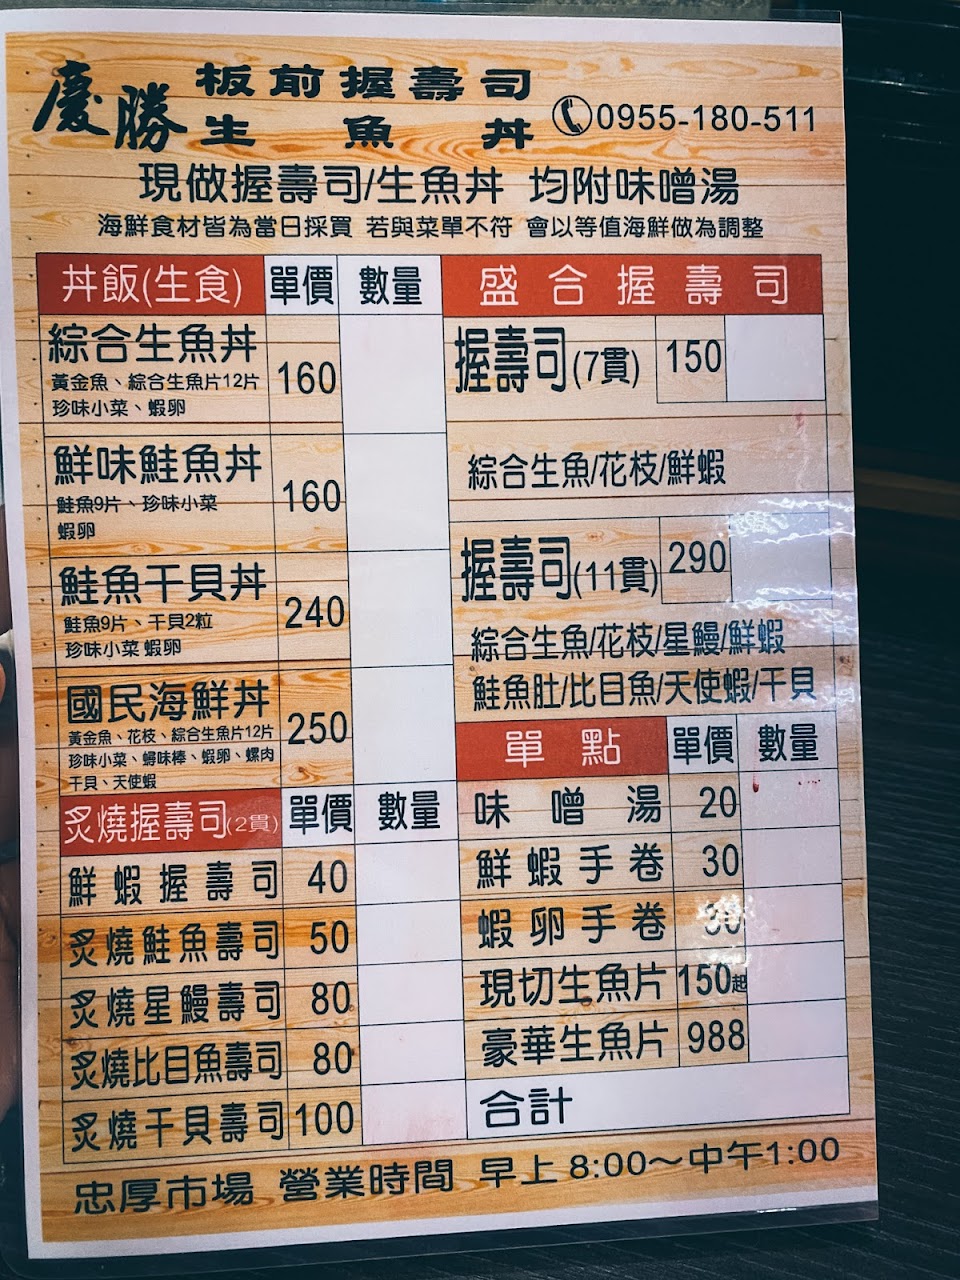 慶勝 板前握壽司
生魚丼 0955-180-511
現做握壽司/生魚丼 均附味噌湯
海鮮食材皆為當日採買 若與菜單不符 會以等值海鮮做為調整
丼飯(生食) 單價 數量
綜合生魚丼 160
黃金魚、綜合生魚片12片
珍味小菜、蝦卵
鮮味鮭魚丼 160
鮭魚9片、珍味小菜
蝦卵
鮭魚干貝丼 240
鮭魚9片、干貝2粒
珍味小菜 蝦卵
國民海鮮丼 250
黃金魚、花枝、綜合生魚片12片
珍味小菜、蟳味棒、蝦卵、螺肉
干貝、天使蝦
炙燒握壽司(2貫) 單價 數量
鮮蝦握壽司 40
炙燒鮭魚壽司 50
炙燒星鰻壽司 80
炙燒比目魚壽司 80
炙燒干貝壽司 100
盛合握壽司
握壽司(7貫) 150
綜合生魚/花枝/鮮蝦
握壽司(11貫) 290
綜合生魚/花枝/星鰻/鮮蝦
鮭魚肚/比目魚/天使蝦/干貝
單點 單價 數量
味噌湯 20
鮮蝦手卷 30
蝦卵手卷 30
現切生魚片 150起
豪華生魚片 988
合計
忠厚市場 營業時間 早上8:00～中午1:00